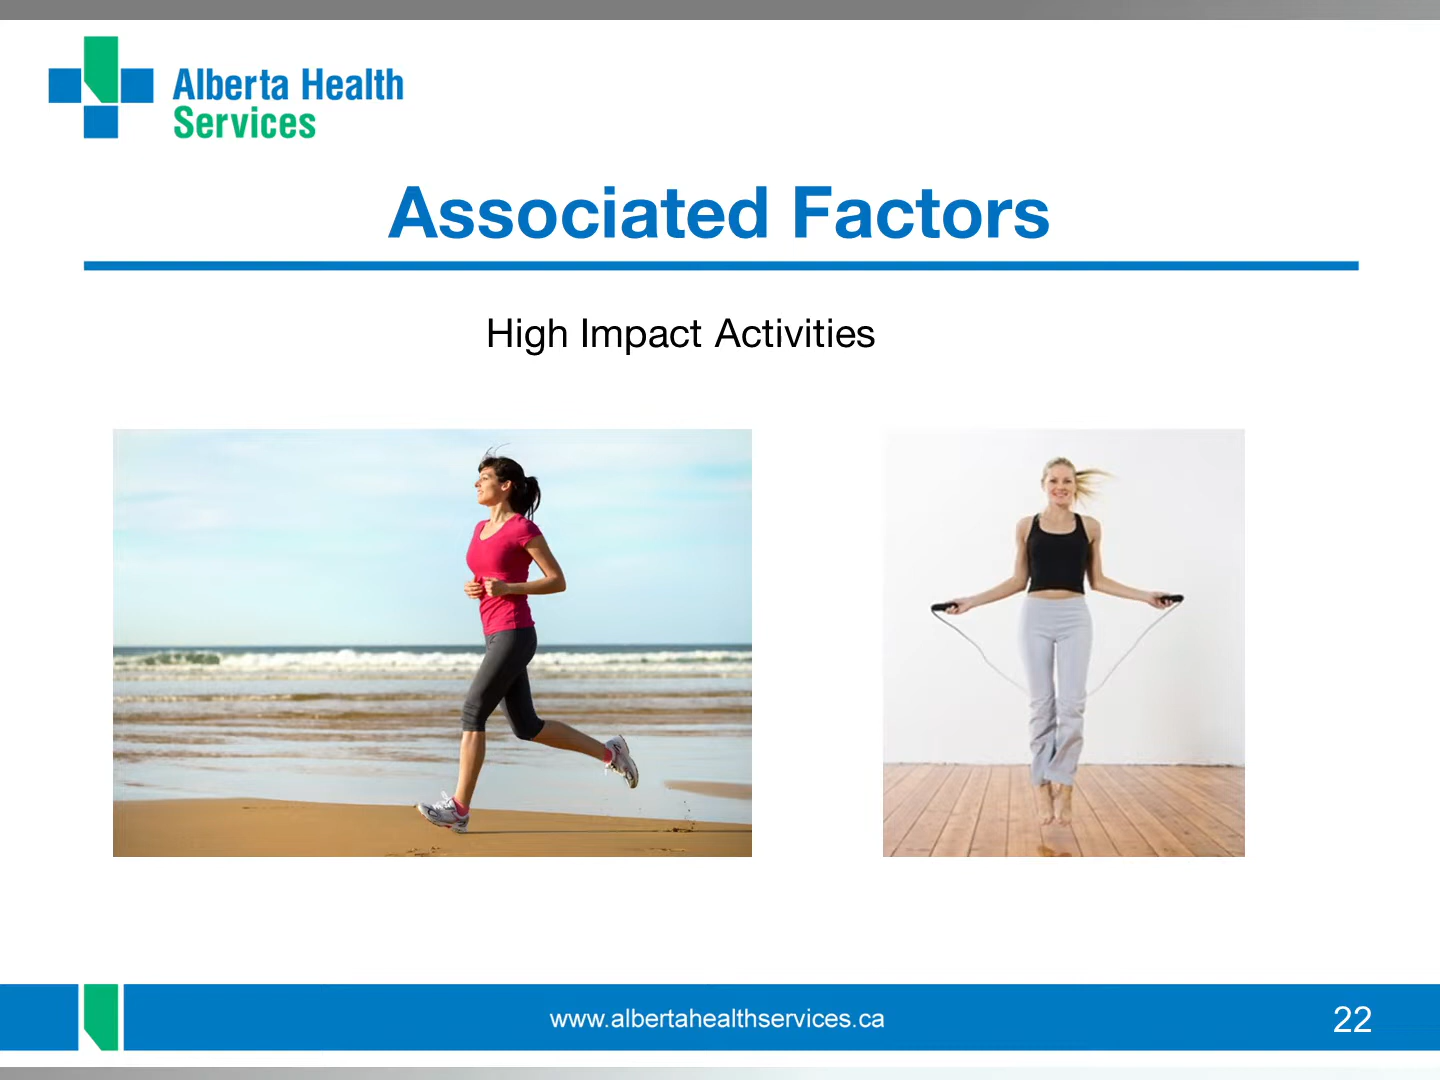 Alberta Health
Services
Associated Factors
High Impact Activities
www.albertahealthservices.ca
22